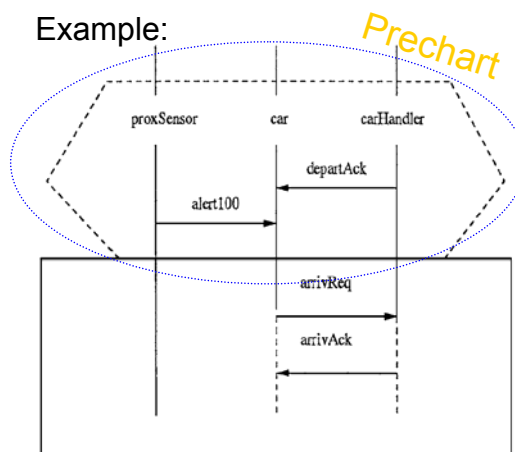 Example:
Prechart
proxSensor car carHandler
departAck
alert100
arrivReq
arrivAck